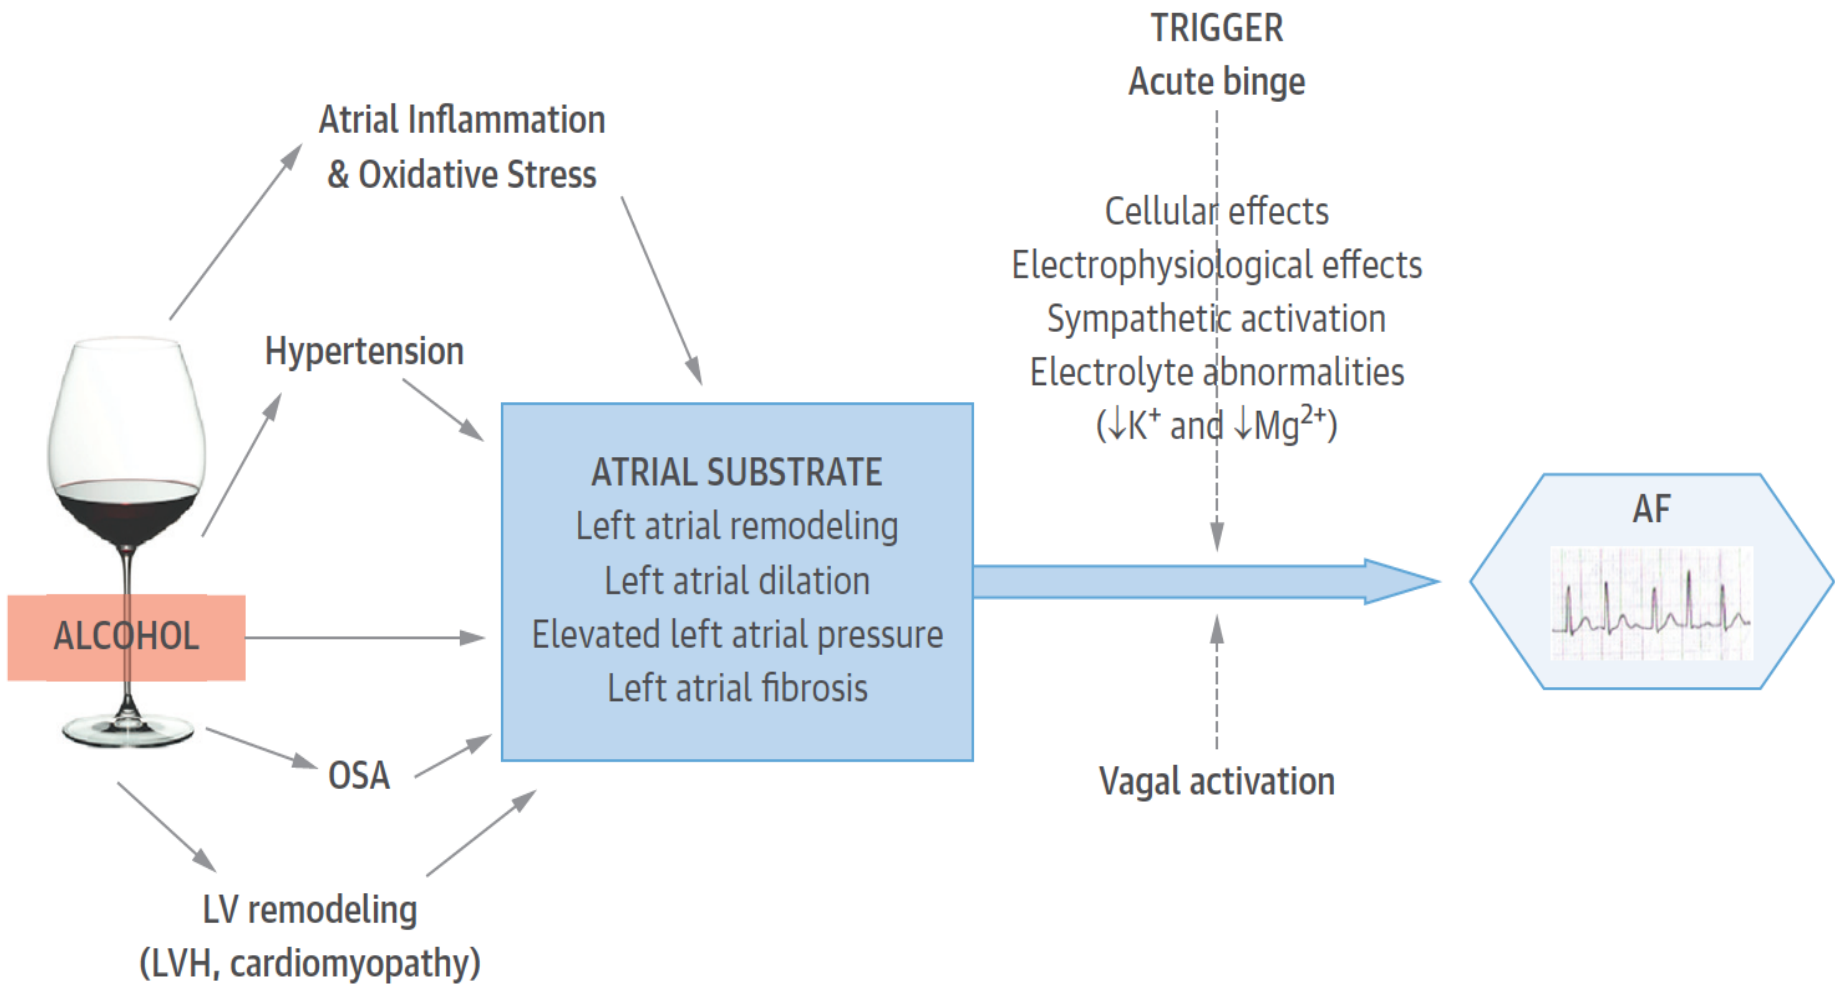 TRIGGER
Acute binge
Atrial Inflammation
& Oxidative Stress
Cellular effects
Electrophysiological effects
Sympathetic activation
Electrolyte abnormalities
(↓K⁺ and ↓Mg²⁺)
Hypertension
ATRIAL SUBSTRATE
Left atrial remodeling
Left atrial dilation
Elevated left atrial pressure
Left atrial fibrosis
AF
ALCOHOL
OSA
Vagal activation
LV remodeling
(LVH, cardiomyopathy)